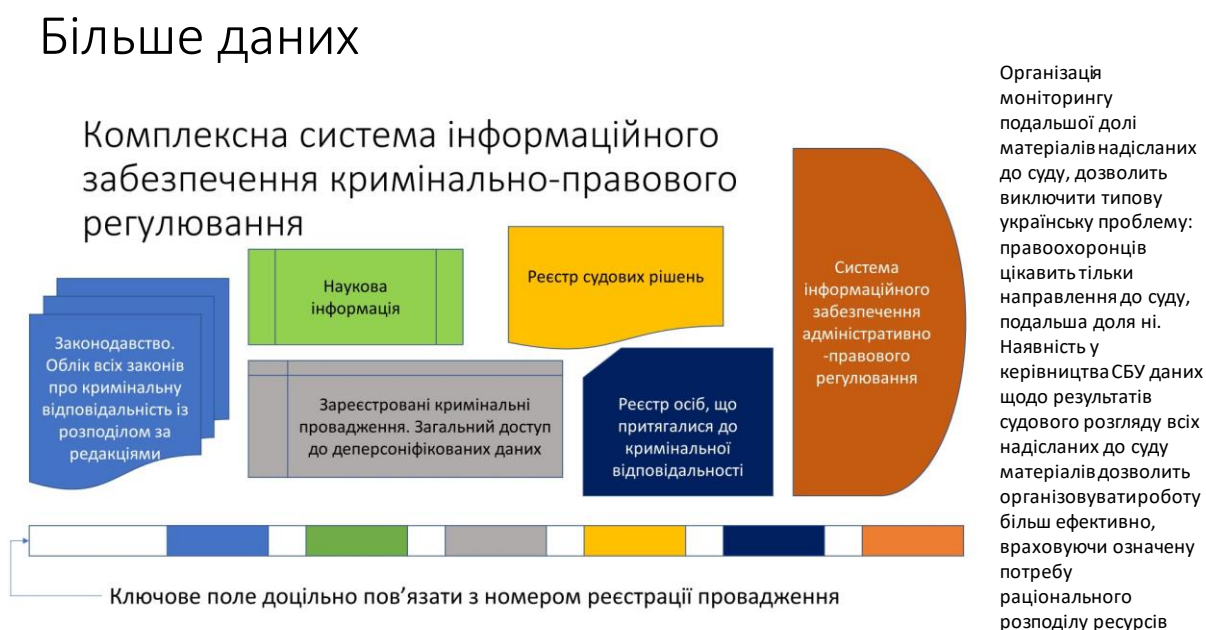 Більше даних
Комплексна система інформаційного
забезпечення кримінально-правового
регулювання
Законодавство.
Облік всіх законів
про кримінальну
відповідальність із
розподілом за
редакціями
Наукова
інформація
Зареєстровані кримінальні
провадження. Загальний доступ
до деперсоніфікованих даних
Реєстр судових рішень
Реєстр осіб, що
притягалися до
кримінальної
відповідальності
Система
інформаційного
забезпечення
адміністративно
-правового
регулювання
Ключове поле доцільно пов’язати з номером реєстрації провадження
Організація
моніторингу
подальшої долі
матеріалів надісланих
до суду, дозволить
виключити типову
українську проблему:
правоохоронців
цікавить тільки
направлення до суду,
подальша доля ні.
Наявність у
керівництва СБУ даних
щодо результатів
судового розгляду всіх
надісланих до суду
матеріалів дозволить
організовувати роботу
більш ефективно,
враховуючи означену
потребу
раціонального
розподілу ресурсів